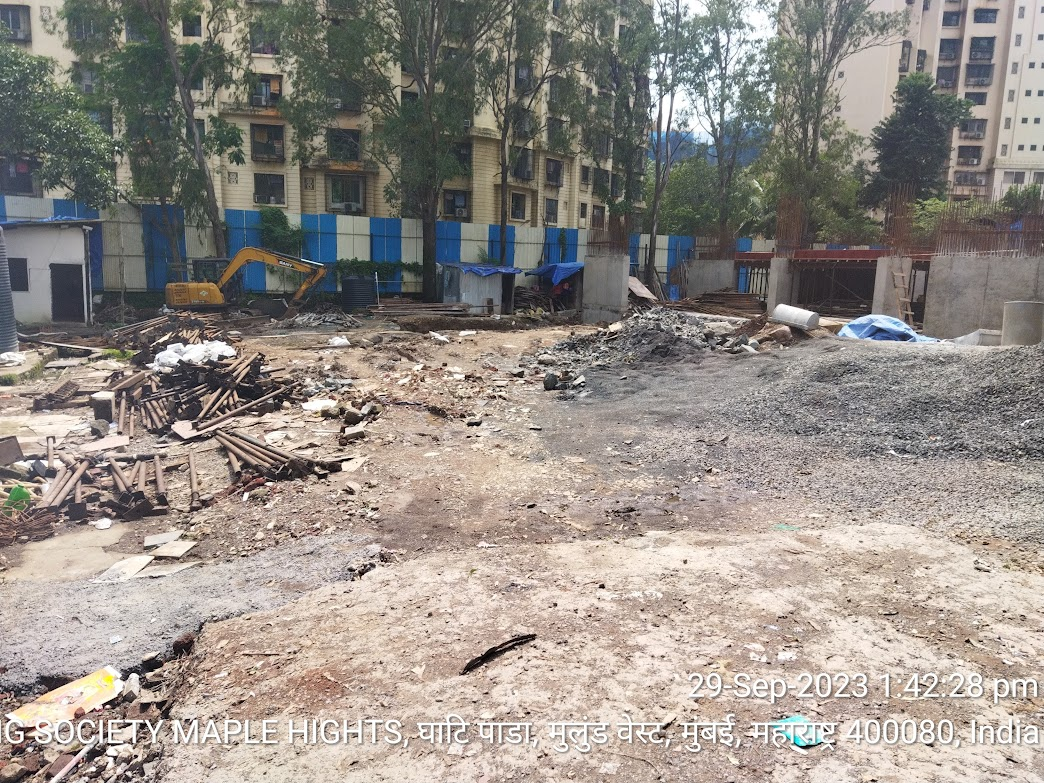 29-Sep-2023 1:42:28 pm
G SOCIETY MAPLE HIGHTS, घाटि पाडा, मुलुंड वेस्ट, मुंबई, महाराष्ट्र 400080, India